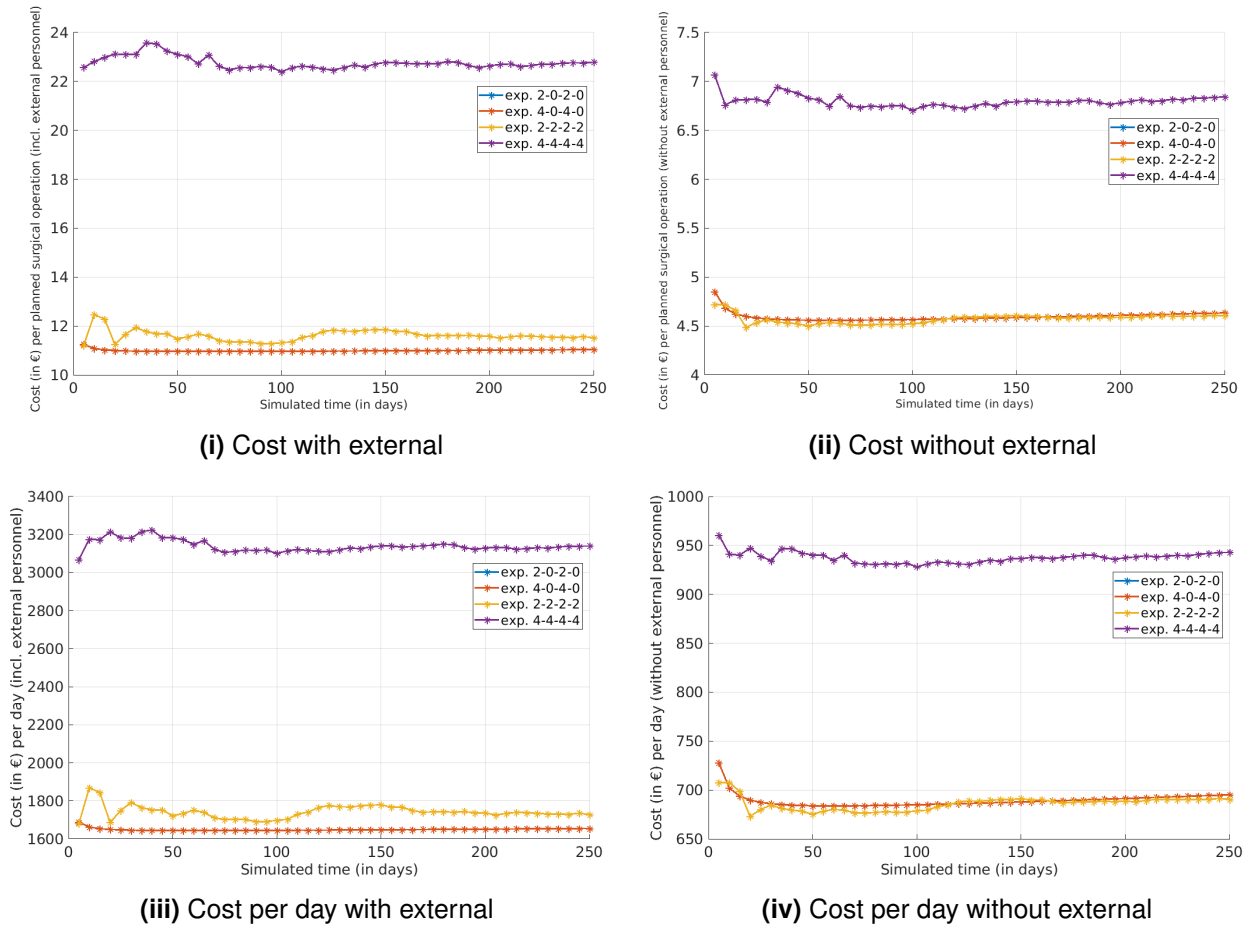 Cost (in €) per planned surgical operation (incl. external personnel)
24
22
20
18
16
14
12
10
0
50
100
150
200
250
Simulated time (in days)
exp. 2-0-2-0
exp. 4-0-4-0
exp. 2-2-2-2
exp. 4-4-4-4
(i) Cost with external
Cost (in €) per planned surgical operation (without external personnel)
7.5
7
6.5
6
5.5
5
4.5
4
0
50
100
150
200
250
Simulated time (in days)
exp. 2-0-2-0
exp. 4-0-4-0
exp. 2-2-2-2
exp. 4-4-4-4
(ii) Cost without external
Cost (in €) per day (incl. external personnel)
3400
3200
3000
2800
2600
2400
2200
2000
1800
1600
0
50
100
150
200
250
Simulated time (in days)
exp. 2-0-2-0
exp. 4-0-4-0
exp. 2-2-2-2
exp. 4-4-4-4
(iii) Cost per day with external
Cost (in €) per day (without external personnel)
1000
950
900
850
800
750
700
650
0
50
100
150
200
250
Simulated time (in days)
exp. 2-0-2-0
exp. 4-0-4-0
exp. 2-2-2-2
exp. 4-4-4-4
(iv) Cost per day without external